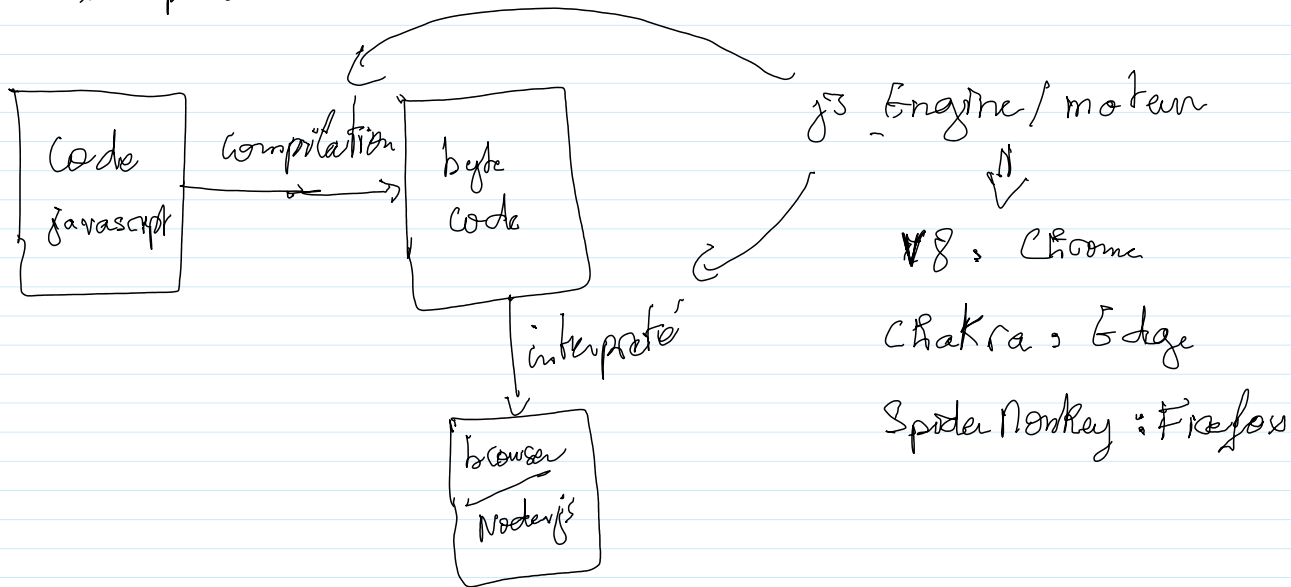 Code
javascript
compilation
byte
code
interprété
browser
Nodejs
js Engine / moteur
V8 : Chrome
Chakra : Edge
SpiderMonkey : Firefox